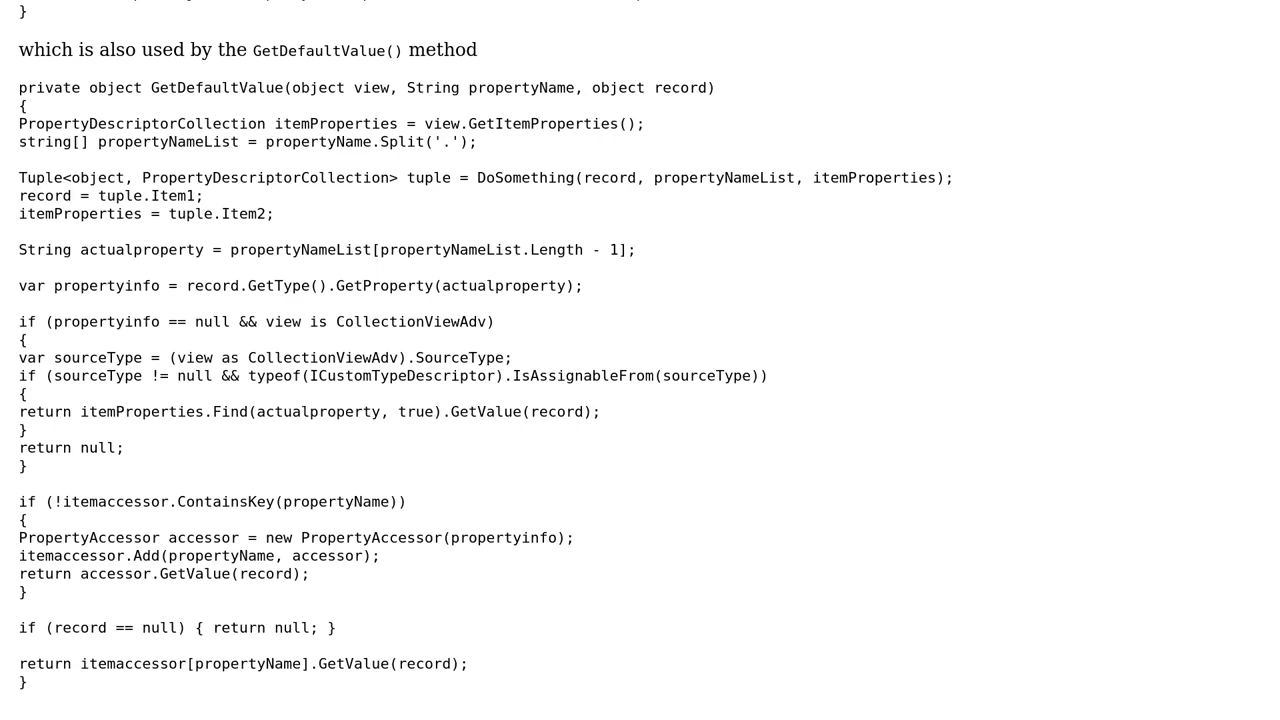 }
which is also used by the GetDefaultValue() method
private object GetDefaultValue(object view, String propertyName, object record)
{
PropertyDescriptorCollection itemProperties = view.GetItemProperties();
string[] propertyNameList = propertyName.Split('.');
Tuple<object, PropertyDescriptorCollection> tuple = DoSomething(record, propertyNameList, itemProperties);
record = tuple.Item1;
itemProperties = tuple.Item2;
String actualproperty = propertyNameList[propertyNameList.Length - 1];
var propertyinfo = record.GetType().GetProperty(actualproperty);
if (propertyinfo == null && view is CollectionViewAdv)
{
var sourceType = (view as CollectionViewAdv).SourceType;
if (sourceType != null && typeof(ICustomTypeDescriptor).IsAssignableFrom(sourceType))
{
return itemProperties.Find(actualproperty, true).GetValue(record);
}
return null;
}
if (!itemaccessor.ContainsKey(propertyName))
{
PropertyAccessor accessor = new PropertyAccessor(propertyinfo);
itemaccessor.Add(propertyName, accessor);
return accessor.GetValue(record);
}
if (record == null) { return null; }
return itemaccessor[propertyName].GetValue(record);
}